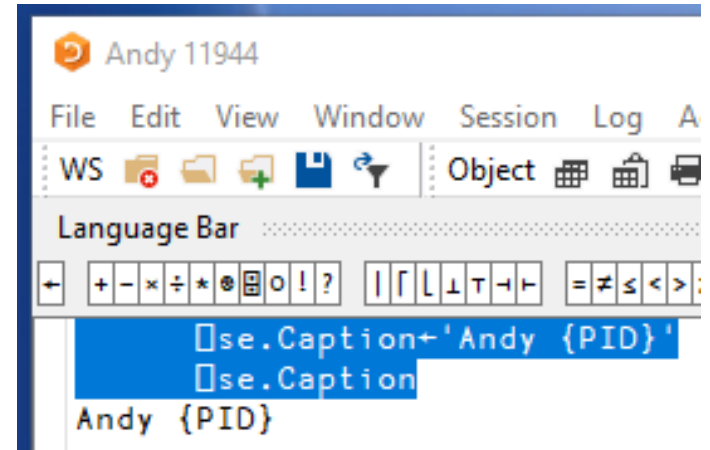 Andy 11944
File Edit View Window Session Log A
WS Object
Language Bar
← + - × ÷ * ⍟ ⌹ ○ ! ? | ⌈ ⌊ ⊥ ⊤ ⊣ ⊢ = ≠ ≤ < >
⎕se.Caption←'Andy {PID}'
⎕se.Caption
Andy {PID}